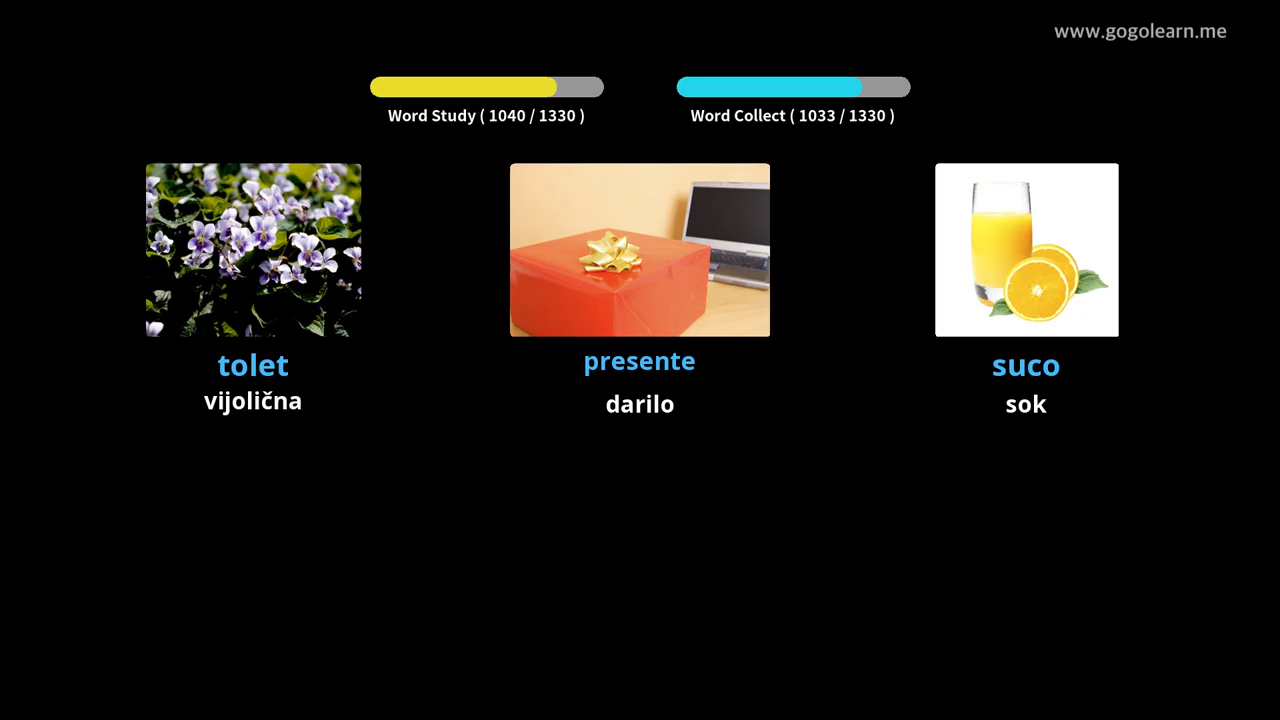 www.gogolearn.me
Word Study ( 1040 / 1330 )
Word Collect ( 1033 / 1330 )
tolet
presente
suco
vijolična
darilo
sok